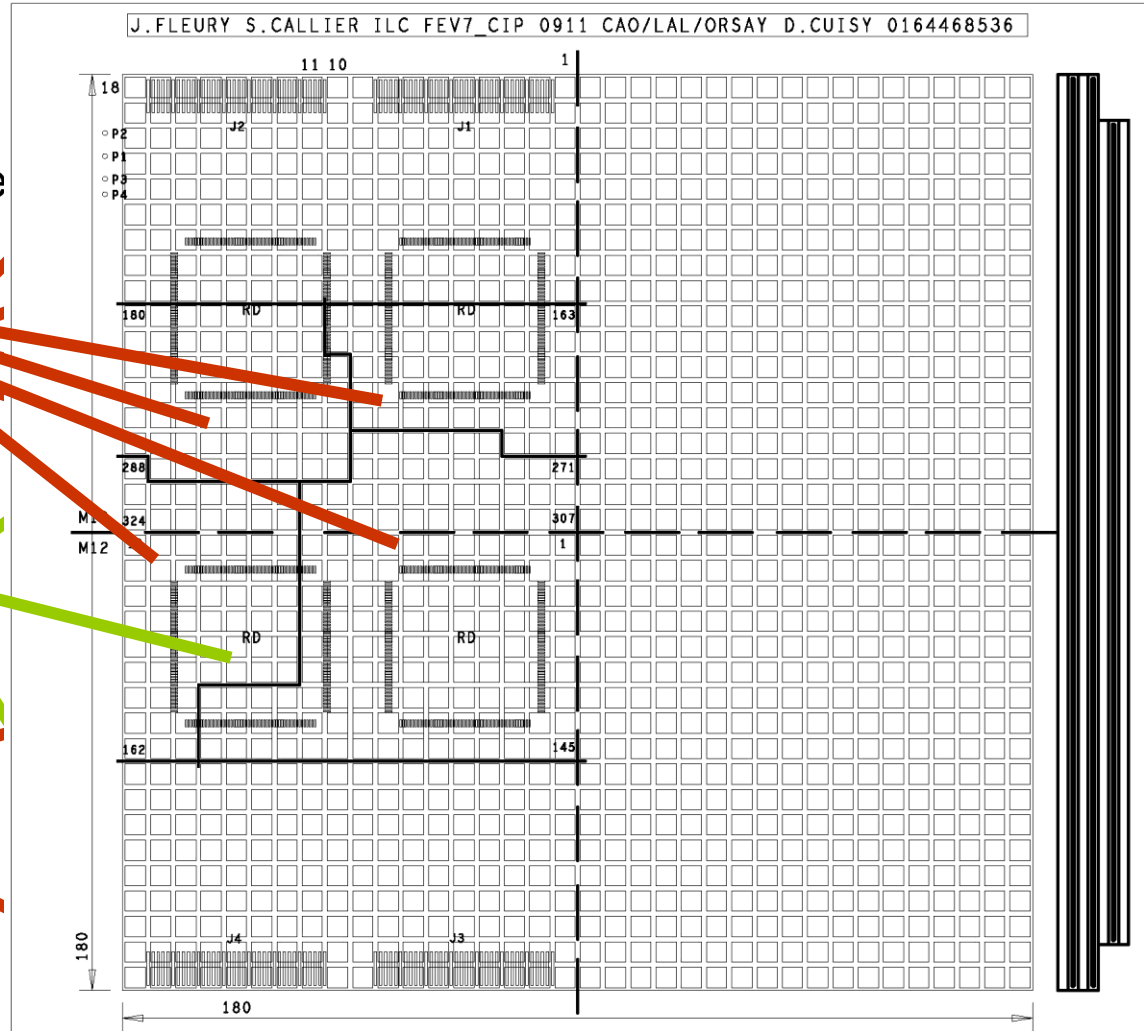 J.FLEURY S.CALLIER ILC FEV7_CIP 0911 CAO/LAL/ORSAY D.CUISY 0164468536
11 10
1
18
J2
J1
P2
P1
P3
P4
RD
RD
180
163
288
271
324
307
M12
1
RD
RD
162
145
J4
J3
180
180